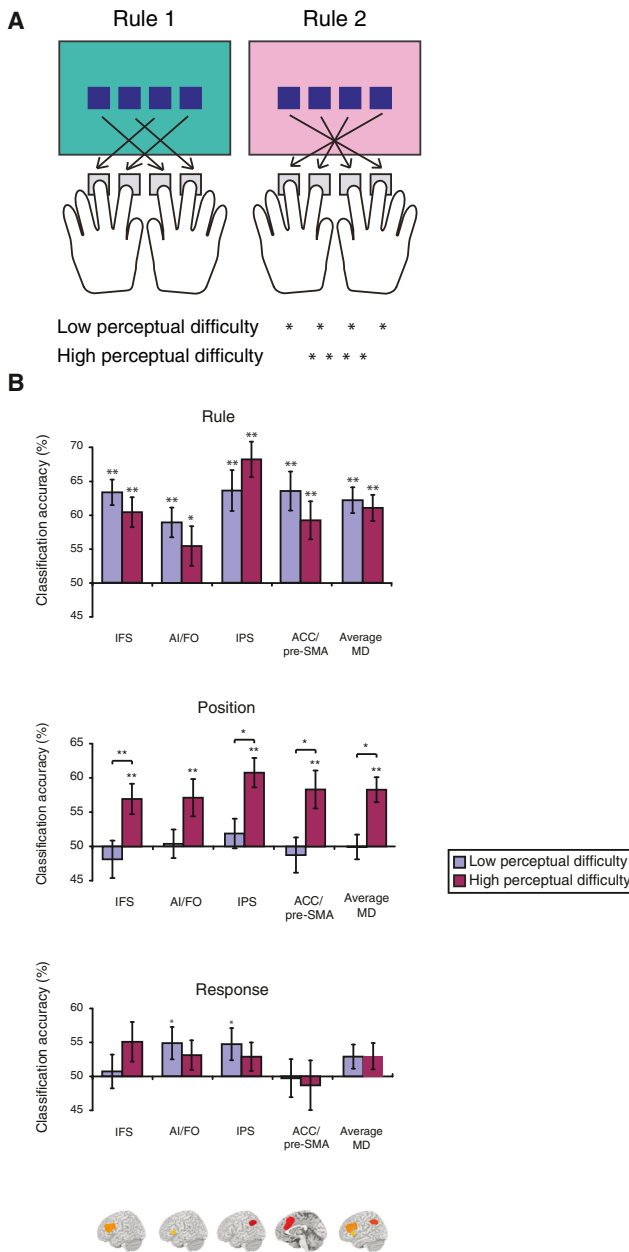 A
Rule 1 Rule 2
Low perceptual difficulty * * * *
High perceptual difficulty * * * *
B
Rule
Classification accuracy (%)
70
65
60
55
50
45
** ** ** * ** ** ** ** ** **
IFS AI/FO IPS ACC/ Average
pre-SMA MD
Position
Classification accuracy (%)
65
60
55
50
45
** * * *
** ** ** ** **
IFS AI/FO IPS ACC/ Average
pre-SMA MD
Low perceptual difficulty
High perceptual difficulty
Response
Classification accuracy (%)
60
55
50
45
* *
IFS AI/FO IPS ACC/ Average
pre-SMA MD